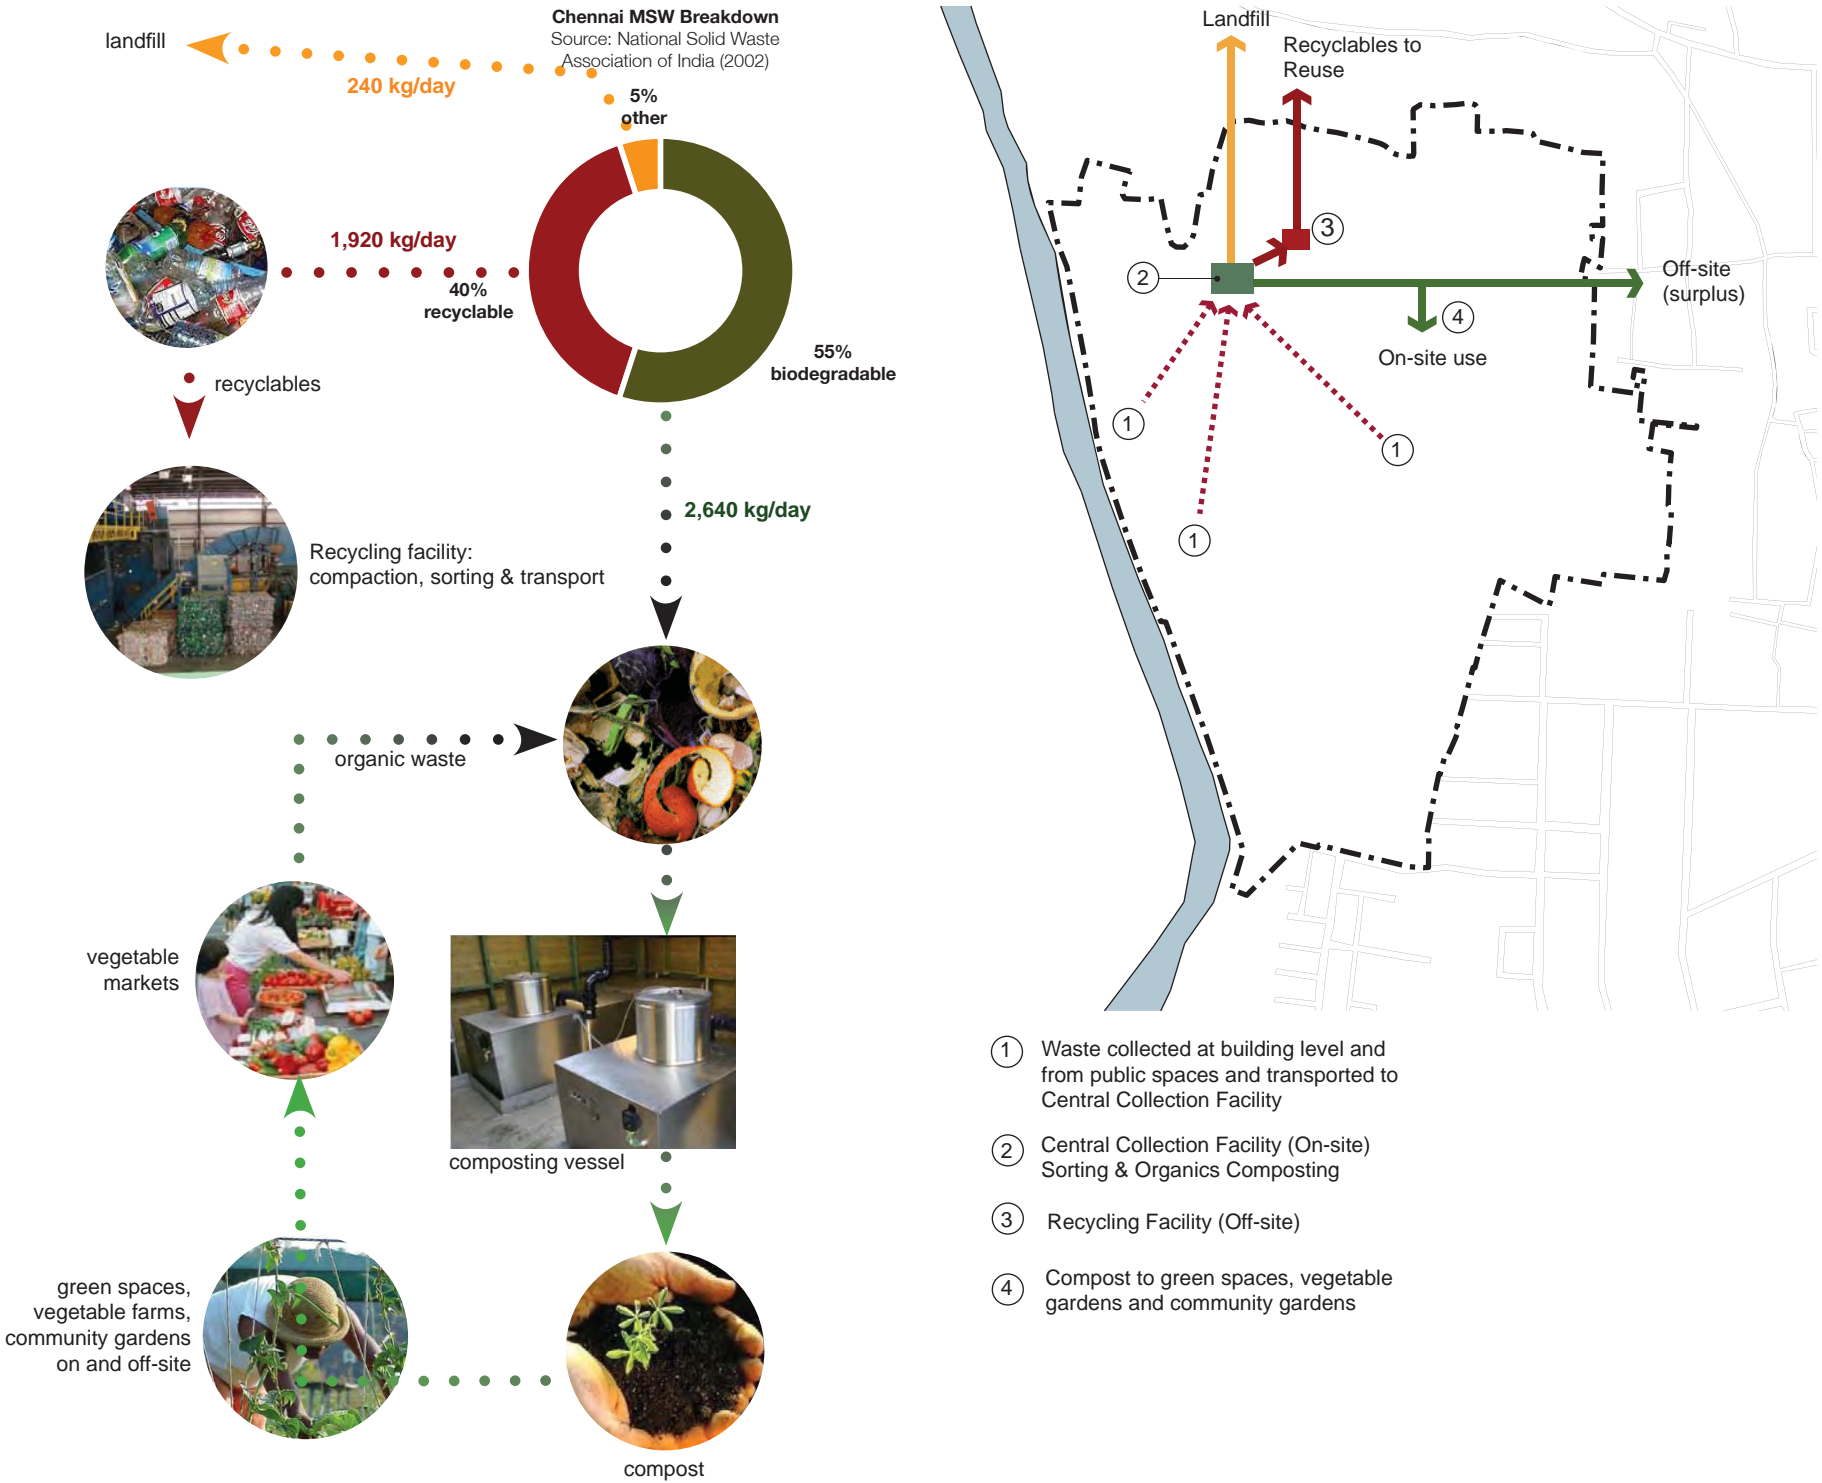 Chennai MSW Breakdown
Source: National Solid Waste
Association of India (2002)
landfill
240 kg/day
5%
other
1,920 kg/day
40%
recyclable
55%
biodegradable
recyclables
2,640 kg/day
Recycling facility:
compaction, sorting & transport
organic waste
vegetable
markets
composting vessel
green spaces,
vegetable farms,
community gardens
on and off-site
compost
Landfill
Recyclables to
Reuse
3
2
Off-site
(surplus)
4
On-site use
1
1
1
1 Waste collected at building level and
from public spaces and transported to
Central Collection Facility
2 Central Collection Facility (On-site)
Sorting & Organics Composting
3 Recycling Facility (Off-site)
4 Compost to green spaces, vegetable
gardens and community gardens